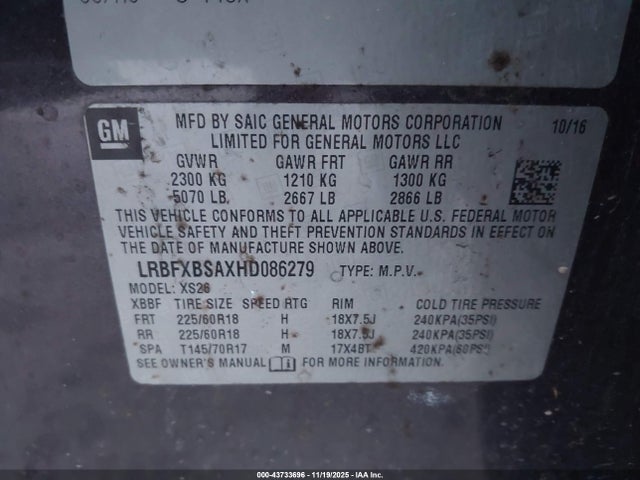 GM
MFD BY SAIC GENERAL MOTORS CORPORATION 10/16
LIMITED FOR GENERAL MOTORS LLC
GVWR GAWR FRT GAWR RR
2300 KG 1210 KG 1300 KG
5070 LB 2667 LB 2866 LB
THIS VEHICLE CONFORMS TO ALL APPLICABLE U.S. FEDERAL MOTOR
VEHICLE SAFETY AND THEFT PREVENTION STANDARDS IN EFFECT ON
THE DATE OF MANUFACTURE SHOWN ABOVE.
LRBFXBSAXHD086279 TYPE: M.P.V.
MODEL: XS26
XBBF TIRE SIZE SPEED RTG RIM COLD TIRE PRESSURE
FRT 225/60R18 H 18X7.5J 240KPA(35PSI)
RR 225/60R18 H 18X7.5J 240KPA(35PSI)
SPA T145/70R17 M 17X4BT 420KPA(60PSI)
SEE OWNER'S MANUAL FOR MORE INFORMATION.
000-43733696 - 11/19/2025 - IAA Inc.